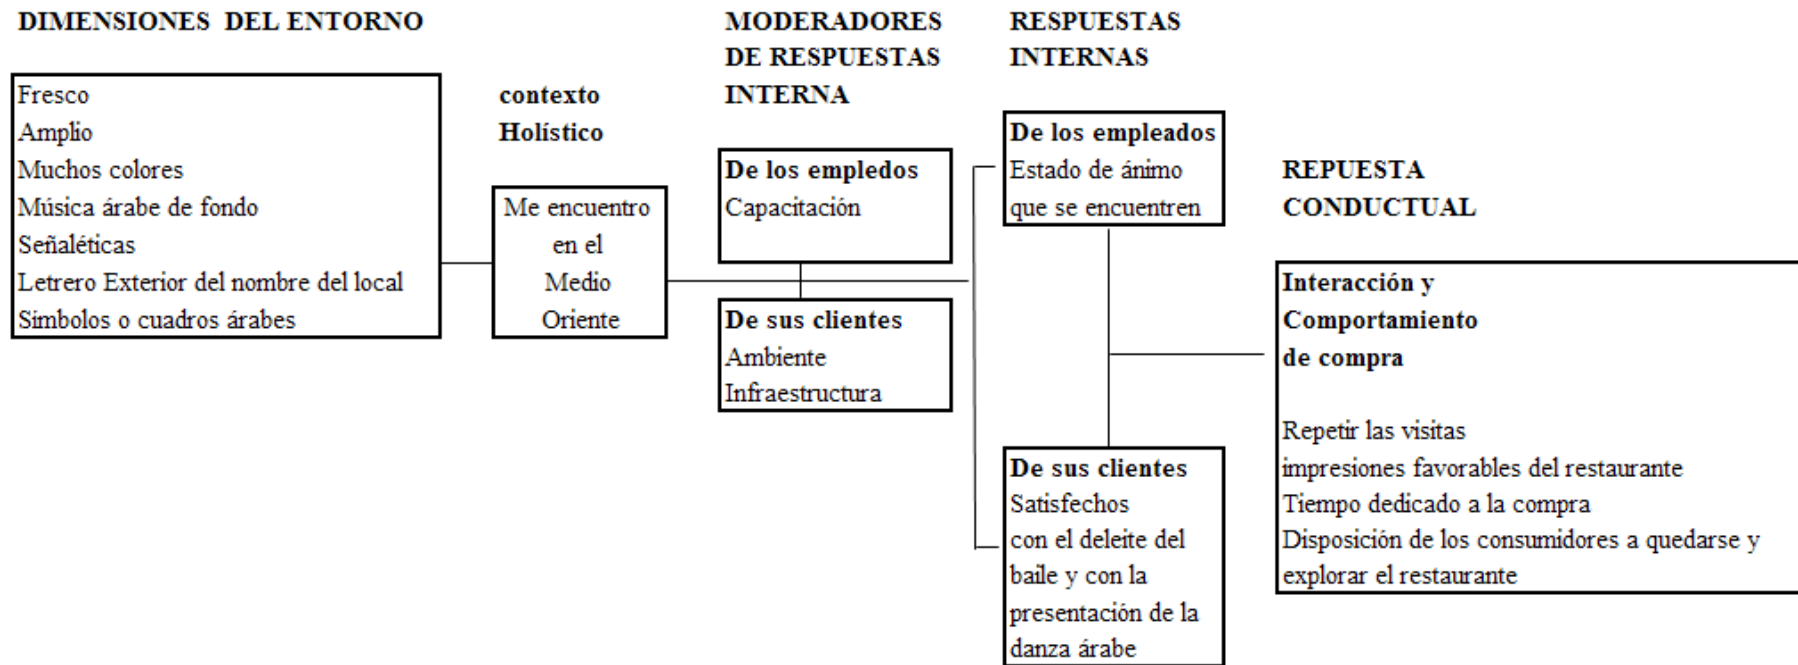 DIMENSIONES DEL ENTORNO
Fresco
Amplio
Muchos colores
Música árabe de fondo
Señaléticas
Letrero Exterior del nombre del local
Simbolos o cuadros árabes
contexto
Holístico
Me encuentro
en el
Medio
Oriente
MODERADORES
DE RESPUESTAS
INTERNA
De los empledos
Capacitación
De sus clientes
Ambiente
Infraestructura
RESPUESTAS
INTERNAS
De los empleados
Estado de ánimo
que se encuentren
De sus clientes
Satisfechos
con el deleite del
baile y con la
presentación de la
danza árabe
REPUESTA
CONDUCTUAL
Interacción y
Comportamiento
de compra
Repetir las visitas
impresiones favorables del restaurante
Tiempo dedicado a la compra
Disposición de los consumidores a quedarse y
explorar el restaurante